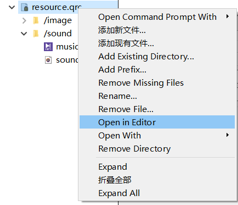 resource.qrc
/image
/sound
music
sound
Open Command Prompt With
添加新文件...
添加现有文件...
Add Existing Directory...
Add Prefix...
Remove Missing Files
Rename...
Remove File...
Open in Editor
Open With
Remove Directory
Expand
折叠全部
Expand All